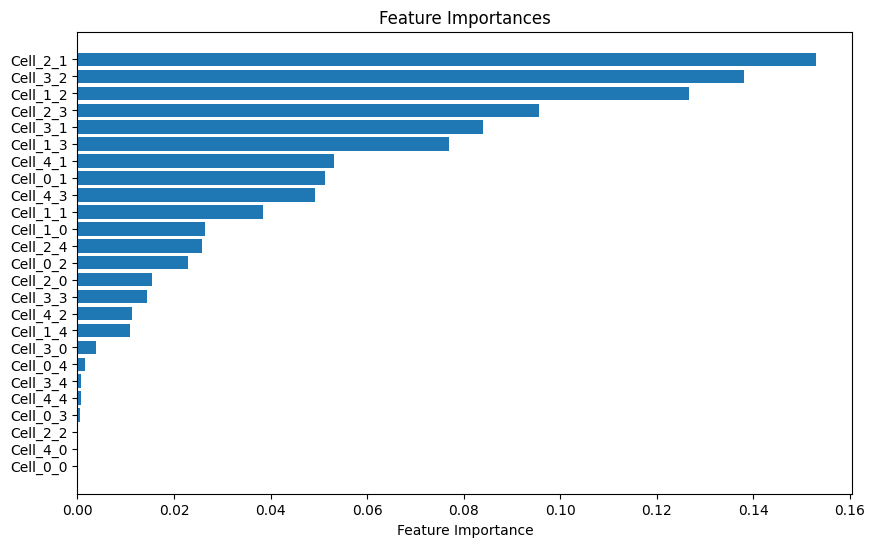 Feature Importances
Cell_2_1
Cell_3_2
Cell_1_2
Cell_2_3
Cell_3_1
Cell_1_3
Cell_4_1
Cell_0_1
Cell_4_3
Cell_1_1
Cell_1_0
Cell_2_4
Cell_0_2
Cell_2_0
Cell_3_3
Cell_4_2
Cell_1_4
Cell_3_0
Cell_0_4
Cell_3_4
Cell_4_4
Cell_0_3
Cell_2_2
Cell_4_0
Cell_0_0
0.00 0.02 0.04 0.06 0.08 0.10 0.12 0.14 0.16
Feature Importance